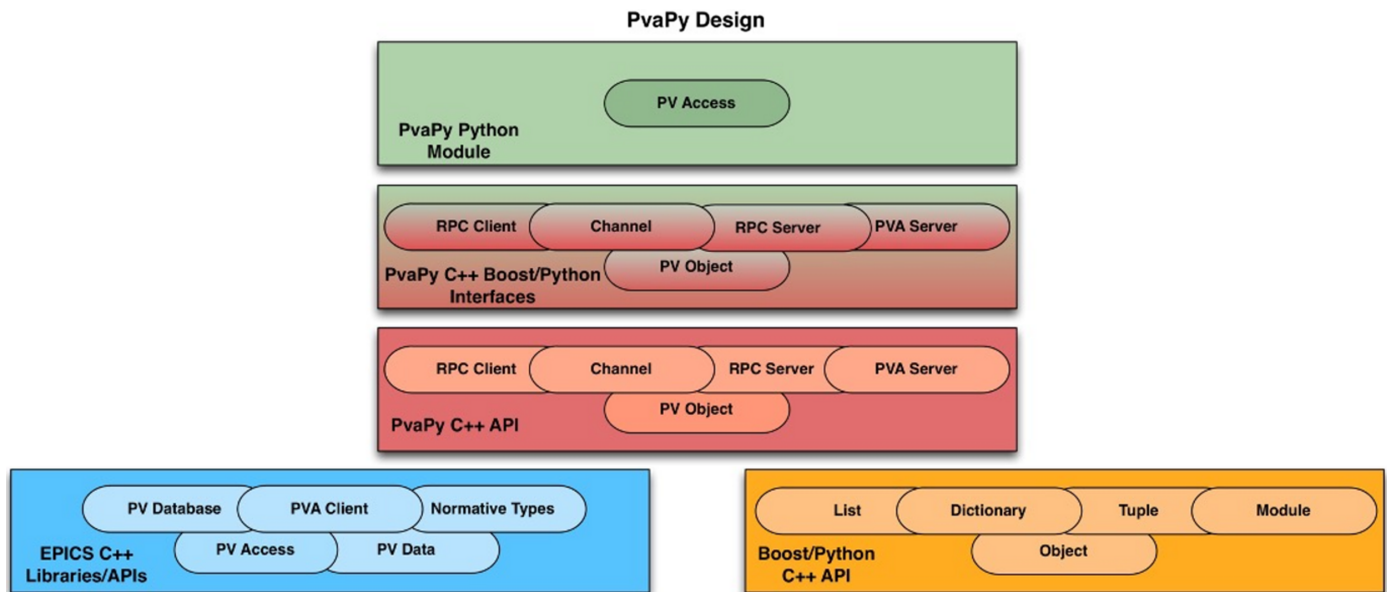 PvaPy Design
PV Access
PvaPy Python
Module
RPC Client
Channel
RPC Server
PVA Server
PV Object
PvaPy C++ Boost/Python
Interfaces
RPC Client
Channel
RPC Server
PVA Server
PV Object
PvaPy C++ API
PV Database
PVA Client
Normative Types
PV Access
PV Data
EPICS C++
Libraries/APIs
List
Dictionary
Tuple
Module
Object
Boost/Python
C++ API